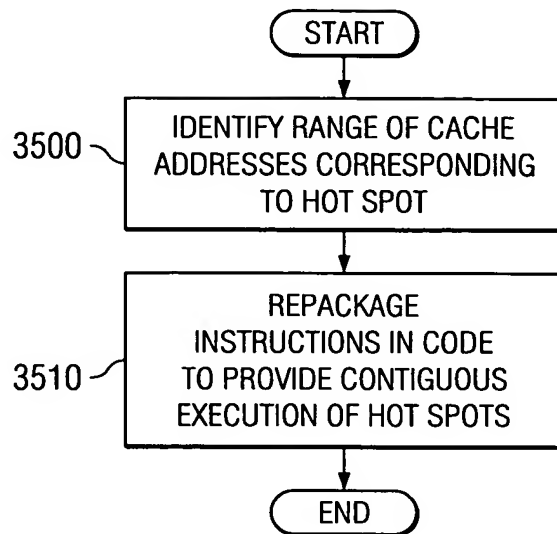 START
3500
IDENTIFY RANGE OF CACHE
ADDRESSES CORRESPONDING
TO HOT SPOT
3510
REPACKAGE
INSTRUCTIONS IN CODE
TO PROVIDE CONTIGUOUS
EXECUTION OF HOT SPOTS
END